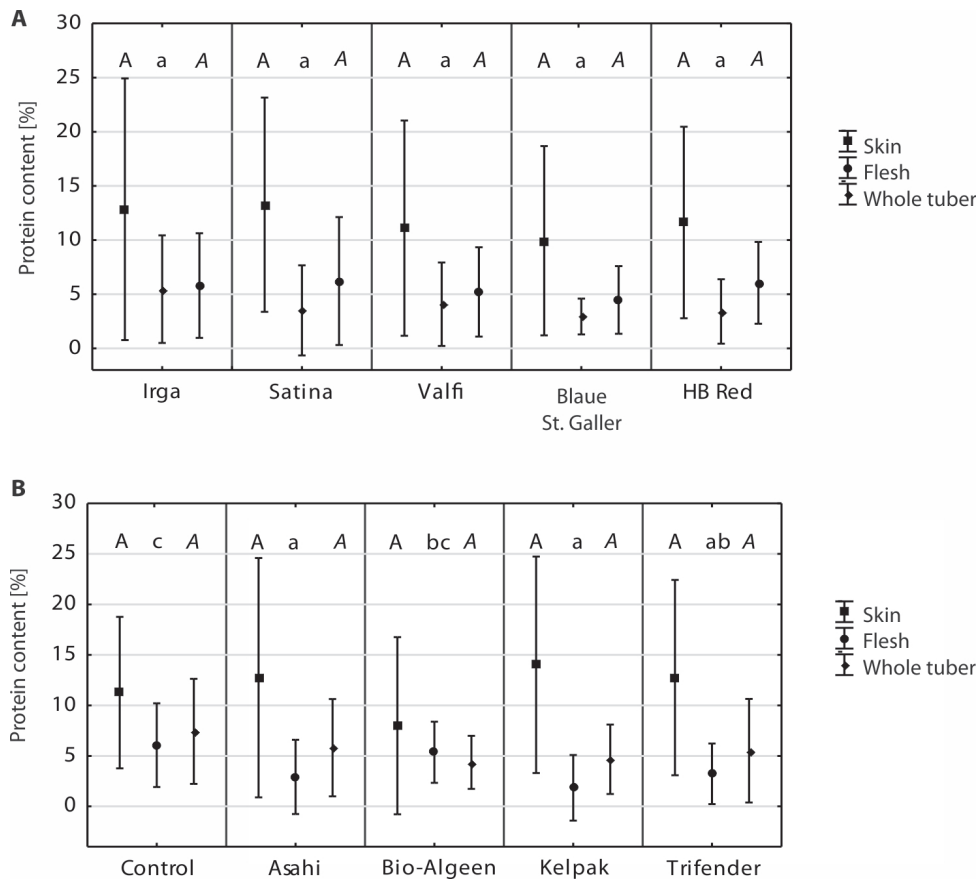 A
30
A a A A a A A a A A a A A a A
25
20
15
10
5
0
Protein content [%]
Skin
Flesh
Whole tuber
Irga Satina Valfi Blaue HB Red
St. Galler
B
30
A c A A a A A bc A A a A A ab A
25
20
15
10
5
0
Protein content [%]
Skin
Flesh
Whole tuber
Control Asahi Bio-Algeen Kelpak Trifender